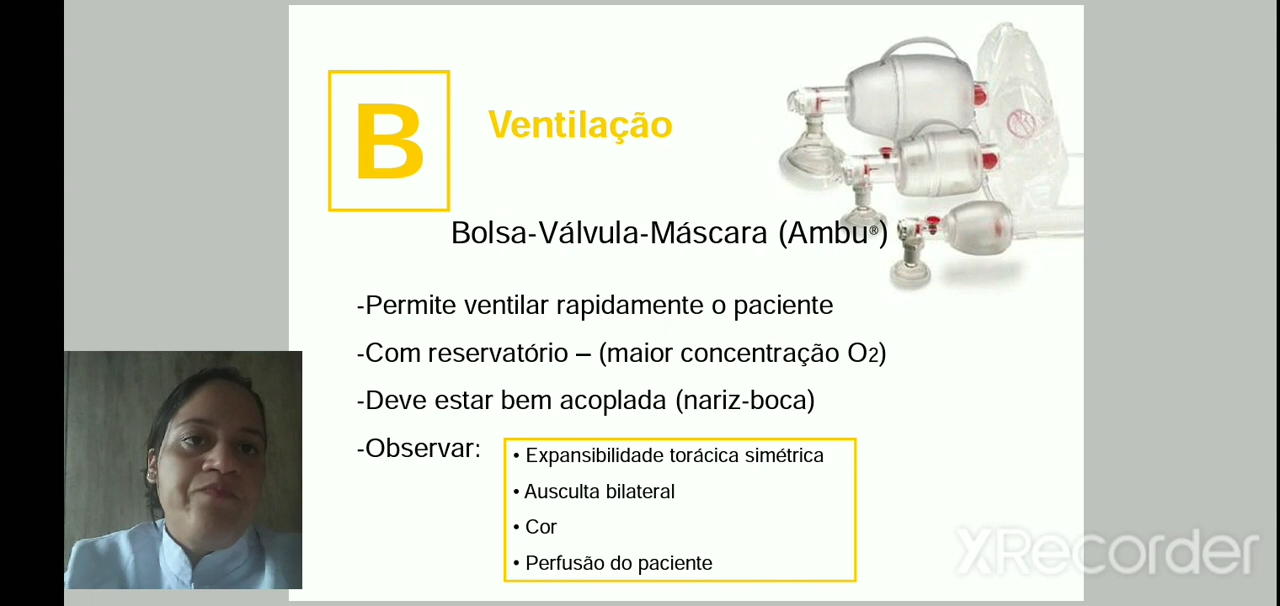 B
Ventilação
Bolsa-Válvula-Máscara (Ambu®)
-Permite ventilar rapidamente o paciente
-Com reservatório – (maior concentração O2)
-Deve estar bem acoplada (nariz-boca)
-Observar:
• Expansibilidade torácica simétrica
• Ausculta bilateral
• Cor
• Perfusão do paciente
XRecorder